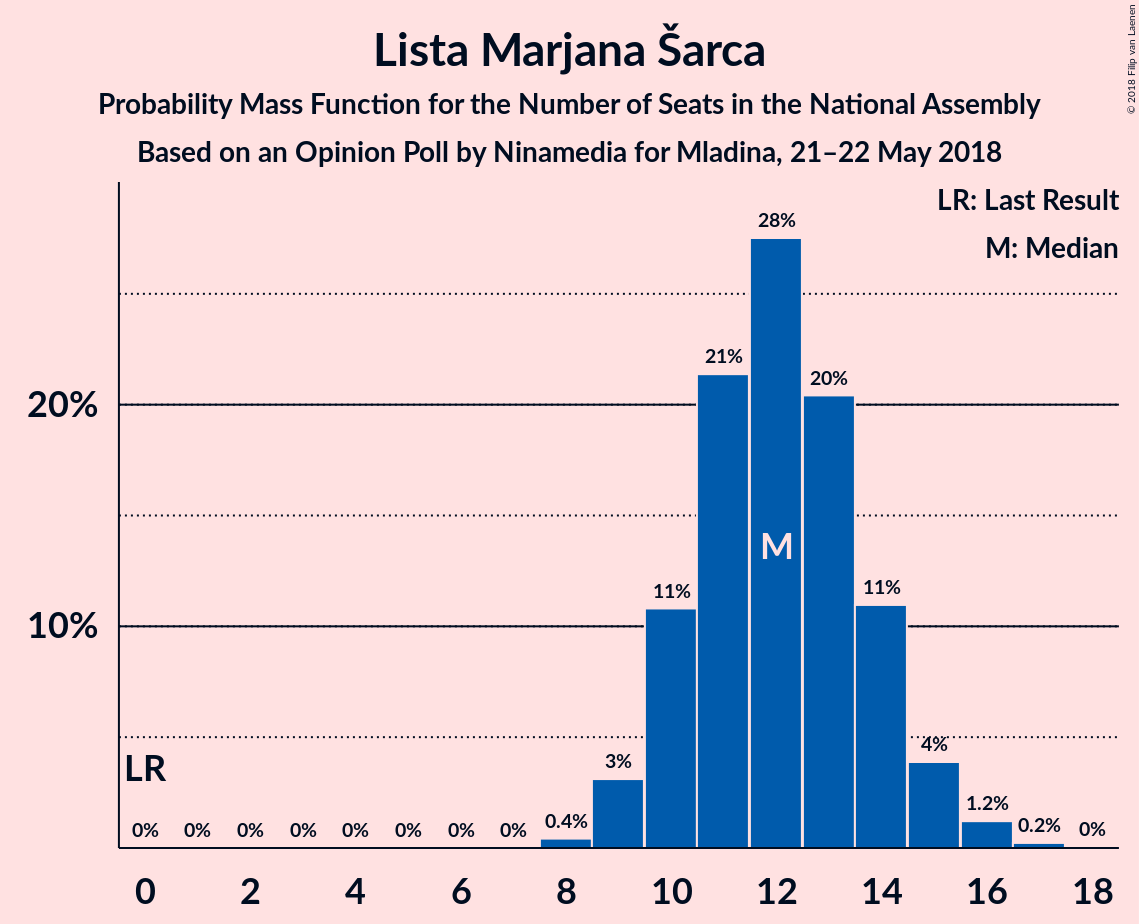 Lista Marjana Šarca
Probability Mass Function for the Number of Seats in the National Assembly
Based on an Opinion Poll by Ninamedia for Mladina, 21–22 May 2018
© 2018 Filip van Laenen
LR: Last Result
M: Median
28%
21%
20%
20%
M
11%
11%
10%
4%
LR
3%
1.2%
0% 0% 0% 0% 0% 0% 0% 0% 0.4% 0.2% 0%
0 2 4 6 8 10 12 14 16 18